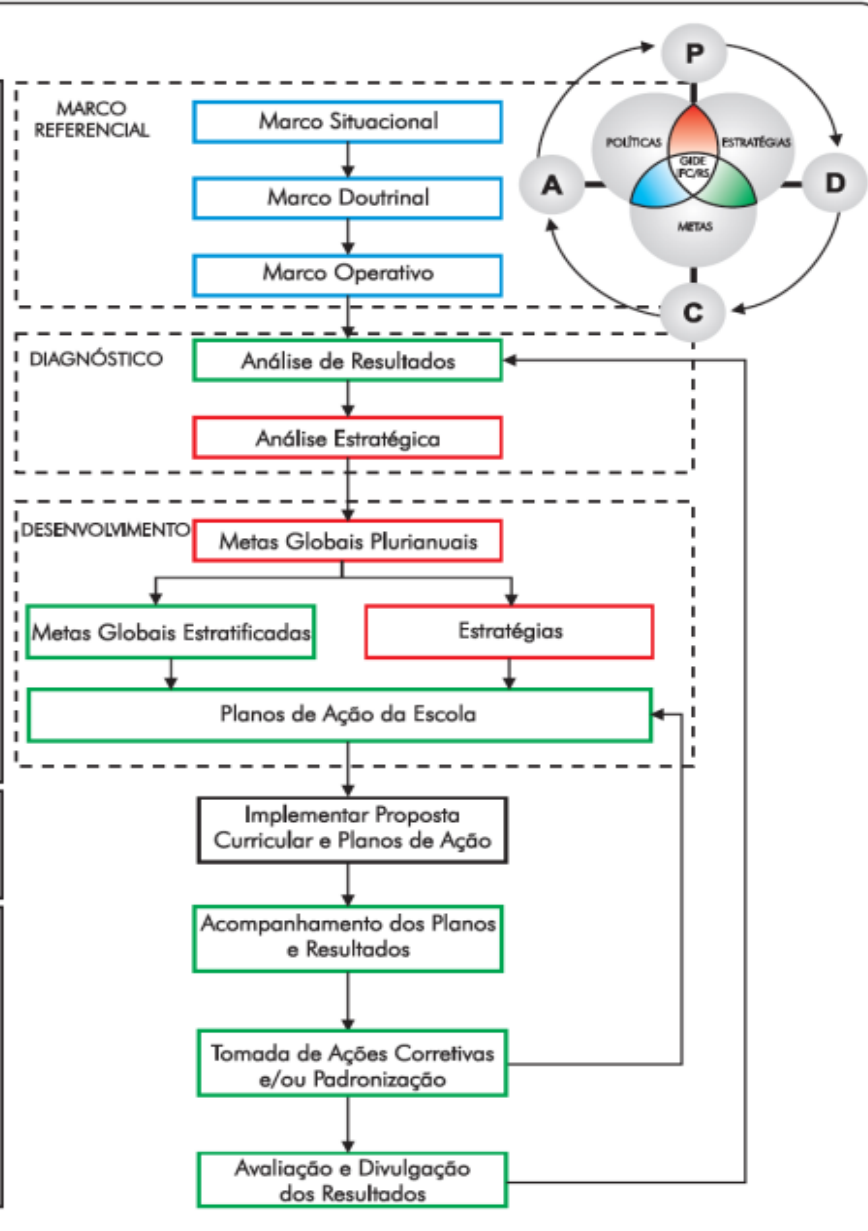 MARCO
REFERENCIAL
Marco Situacional
Marco Doutrinal
Marco Operativo
P
D
C
A
POLÍTICAS
ESTRATÉGIAS
GIDE
IFC/RS
METAS
DIAGNÓSTICO
Análise de Resultados
Análise Estratégica
DESENVOLVIMENTO
Metas Globais Plurianuais
Metas Globais Estratificadas
Estratégias
Planos de Ação da Escola
Implementar Proposta
Curricular e Planos de Ação
Acompanhamento dos Planos
e Resultados
Tomada de Ações Corretivas
e/ou Padronização
Avaliação e Divulgação
dos Resultados